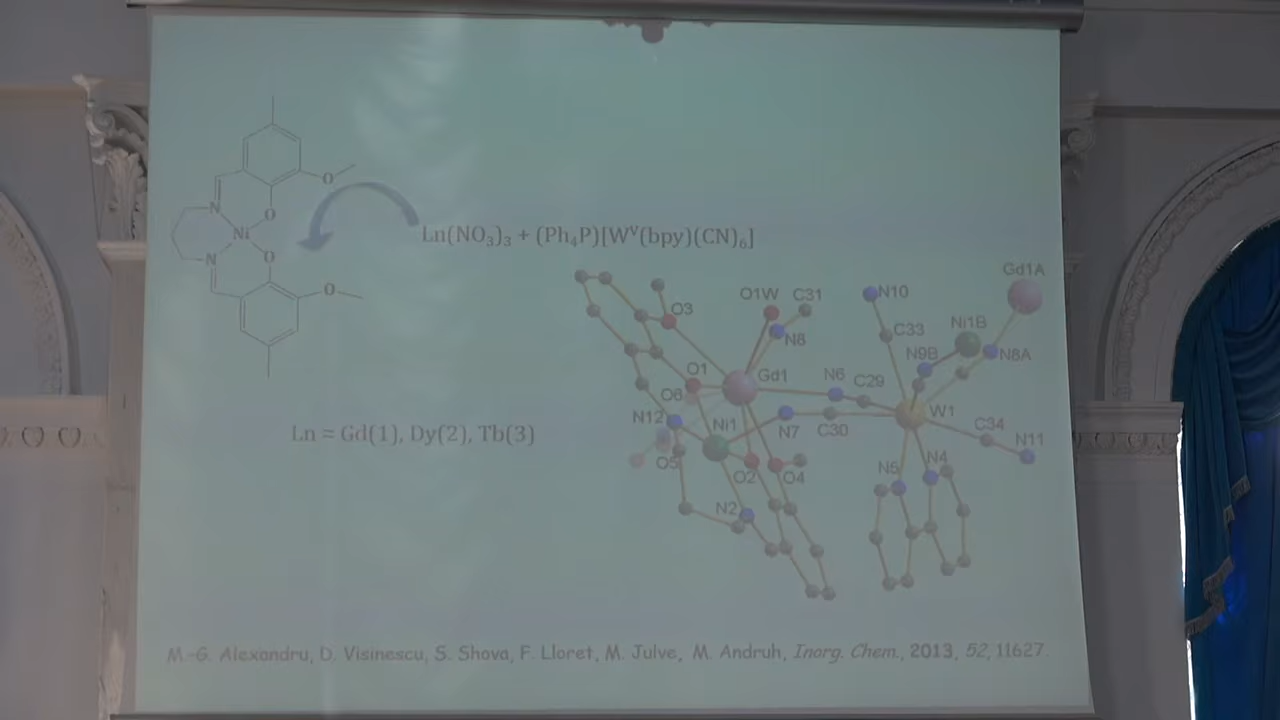 N
O
O
Ni
N
O
O
Ln(NO₃)₃ + (Ph₄P)[Wⱽ(bpy)(CN)₆]
Ln = Gd(1), Dy(2), Tb(3)
Gd1A
O1W C31 N10
O3 N8 C33 Ni1B
N9B N8A
O1 Gd1 N6 C29
O6 W1
N12 Ni1 N7 C30 C34
N11
O5 O2 O4 N5 N4
N2
M.-G. Alexandru, D. Visinescu, S. Shova, F. Lloret, M. Julve, M. Andruh, Inorg. Chem., 2013, 52, 11627.